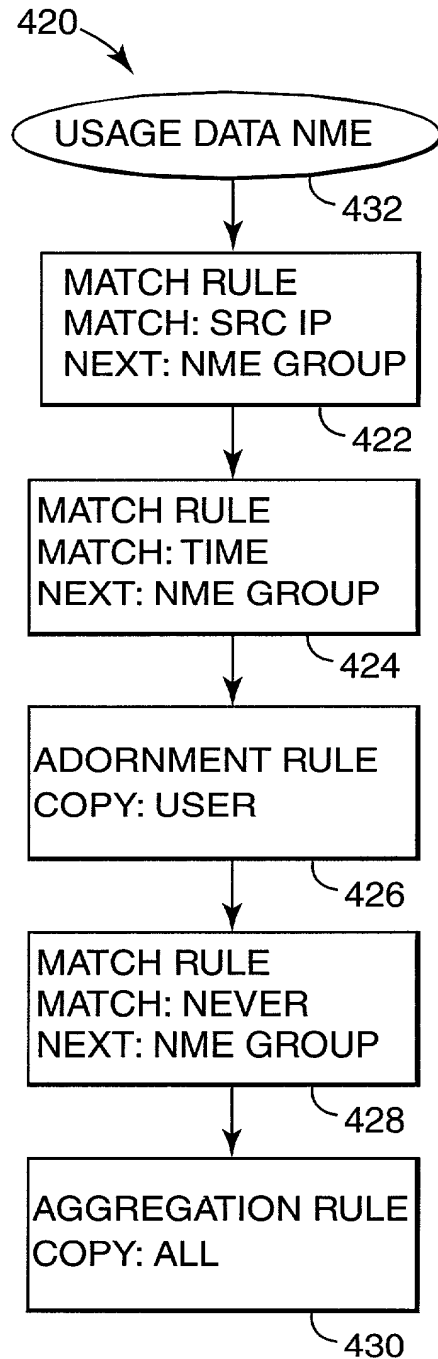 420
USAGE DATA NME
432
MATCH RULE
MATCH: SRC IP
NEXT: NME GROUP
422
MATCH RULE
MATCH: TIME
NEXT: NME GROUP
424
ADORNMENT RULE
COPY: USER
426
MATCH RULE
MATCH: NEVER
NEXT: NME GROUP
428
AGGREGATION RULE
COPY: ALL
430